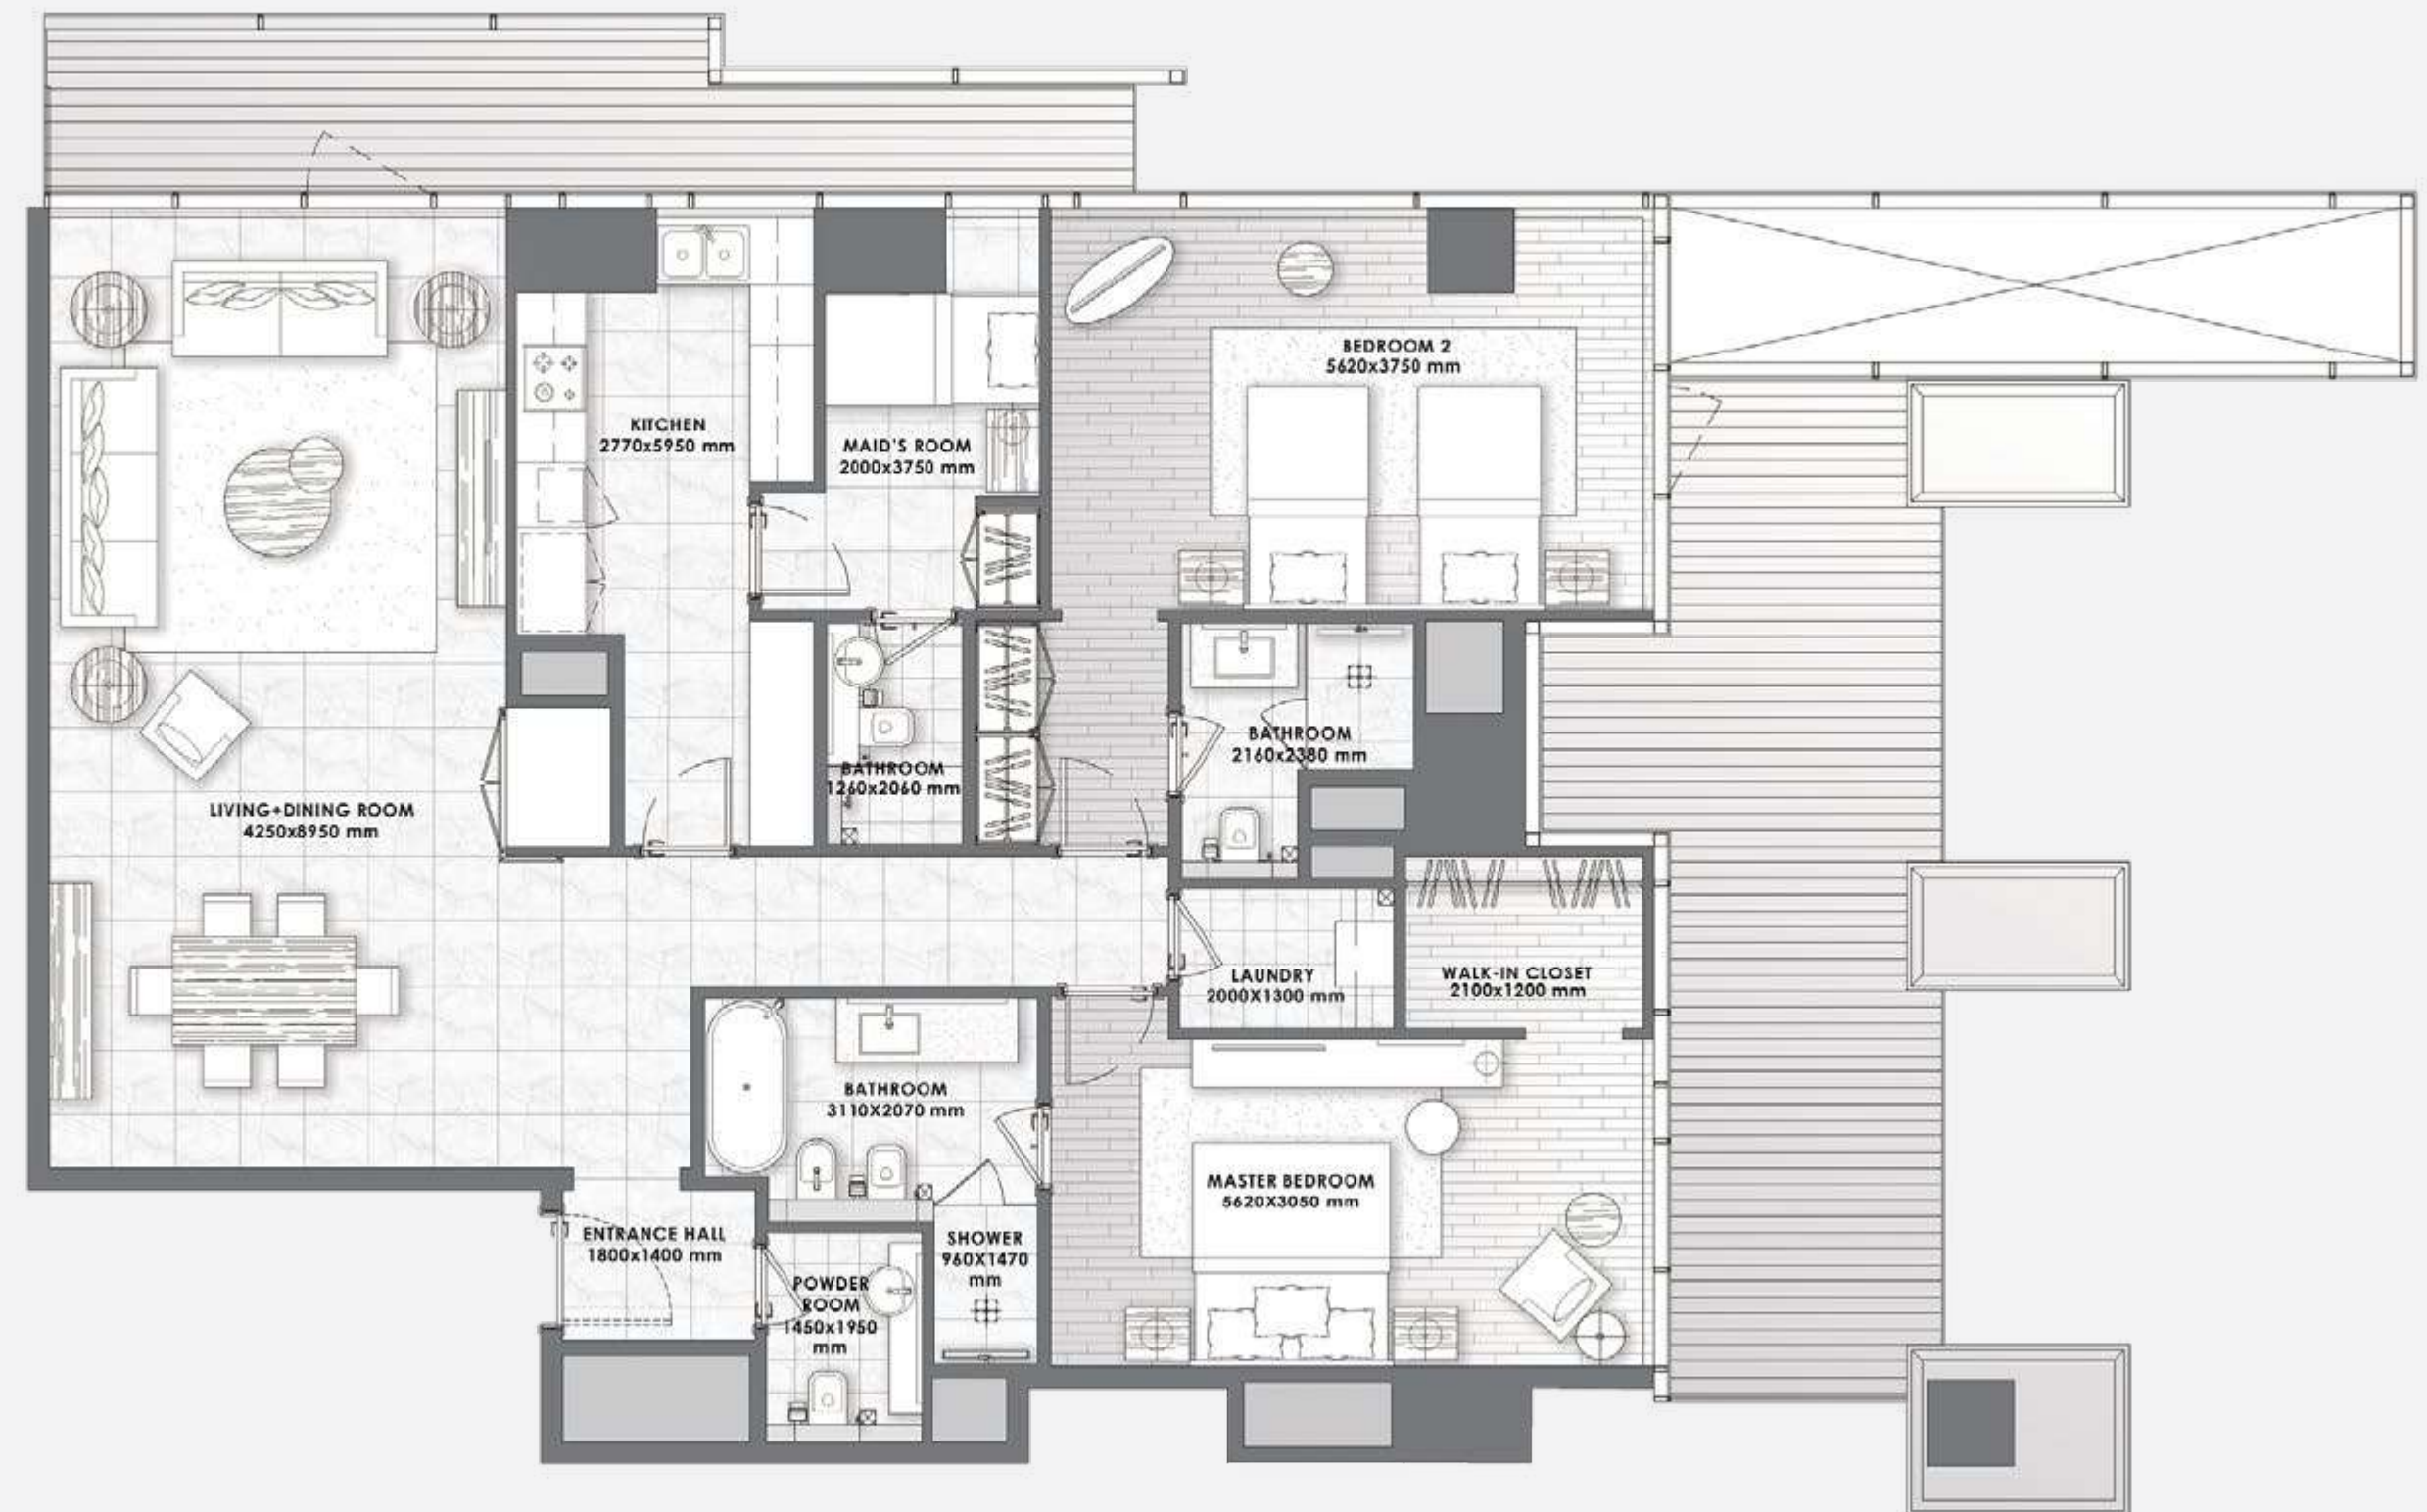 BEDROOM 2
5620x3750 mm
KITCHEN
2770x5950 mm
MAID'S ROOM
2000x3750 mm
BATHROOM
2160x2380 mm
BATHROOM
1260x2060 mm
LIVING+DINING ROOM
4250x8950 mm
LAUNDRY
2000X1300 mm
WALK-IN CLOSET
2100x1200 mm
BATHROOM
3110X2070 mm
MASTER BEDROOM
5620X3050 mm
ENTRANCE HALL
1800x1400 mm
SHOWER
960X1470
mm
POWDER
ROOM
1450x1950
mm